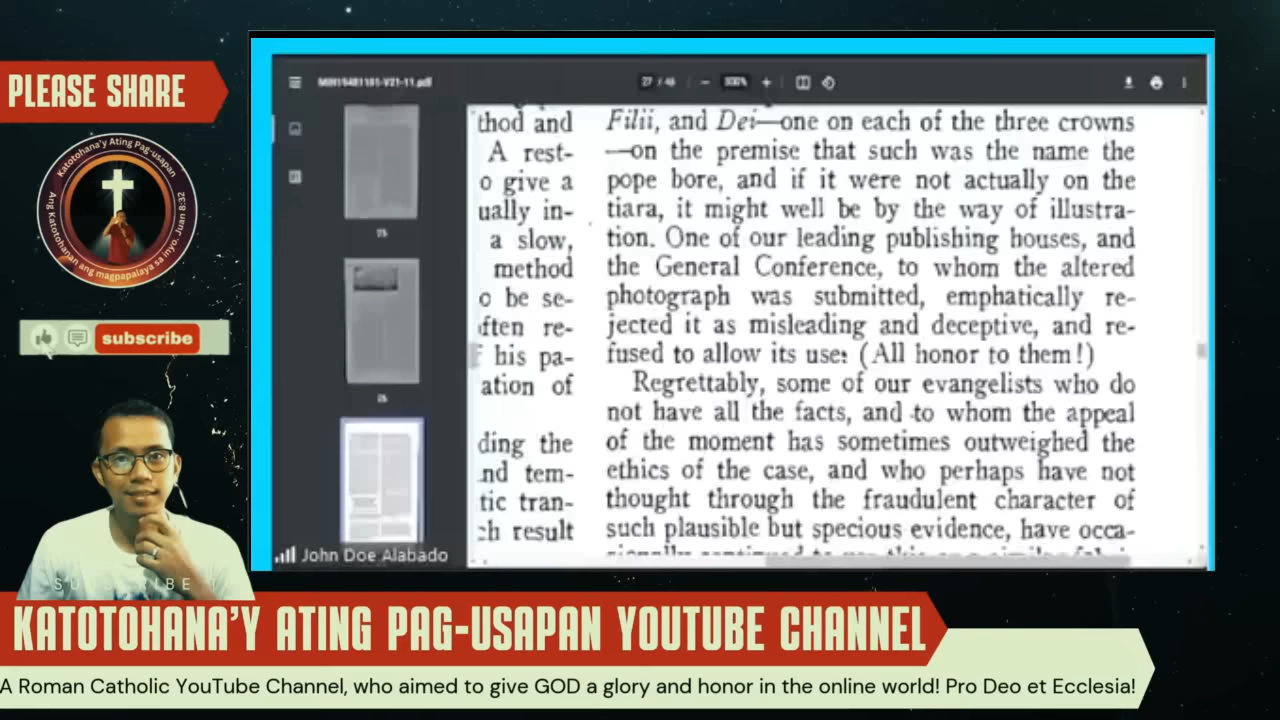 PLEASE SHARE
Katotohana'y Ating Pag-usapan
Ang Katotohanan ang magpapalaya sa inyo. Juan 8:32
subscribe
SUBSCRIBE
27 / 48
300%
thod and
A rest-
o give a
ually in-
a slow,
method
o be se-
ften re-
his pa-
ation of
ding the
nd tem-
tic tran-
ch result
Filii, and Dei—one on each of the three crowns
—on the premise that such was the name the
pope bore, and if it were not actually on the
tiara, it might well be by the way of illustra-
tion. One of our leading publishing houses, and
the General Conference, to whom the altered
photograph was submitted, emphatically re-
jected it as misleading and deceptive, and re-
fused to allow its use: (All honor to them!)
Regrettably, some of our evangelists who do
not have all the facts, and to whom the appeal
of the moment has sometimes outweighed the
ethics of the case, and who perhaps have not
thought through the fraudulent character of
such plausible but specious evidence, have occa-
John Doe Alabado
KATOTOHANA'Y ATING PAG-USAPAN YOUTUBE CHANNEL
A Roman Catholic YouTube Channel, who aimed to give GOD a glory and honor in the online world! Pro Deo et Ecclesia!